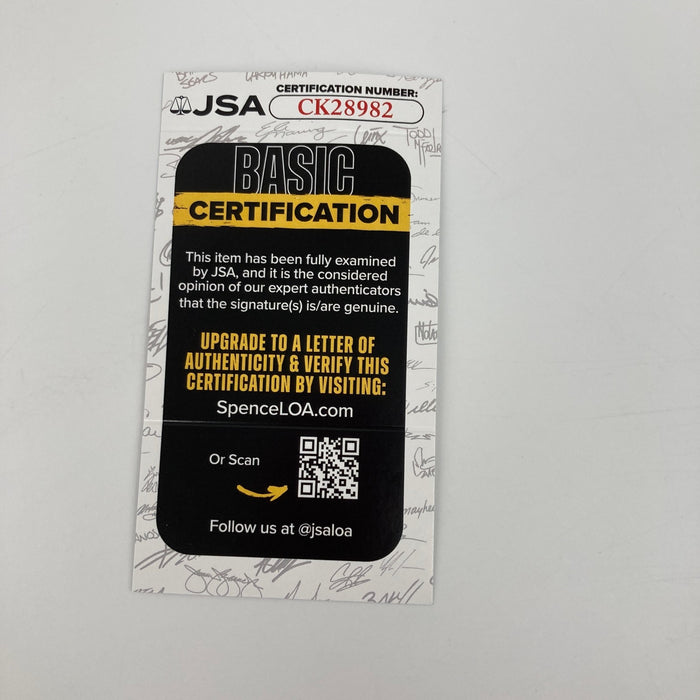 CERTIFICATION NUMBER:
JSA CK28982
BASIC
CERTIFICATION
This item has been fully examined
by JSA, and it is the considered
opinion of our expert authenticators
that the signature(s) is/are genuine.
UPGRADE TO A LETTER OF
AUTHENTICITY & VERIFY THIS
CERTIFICATION BY VISITING:
SpenceLOA.com
Or Scan
Follow us at @jsaloa